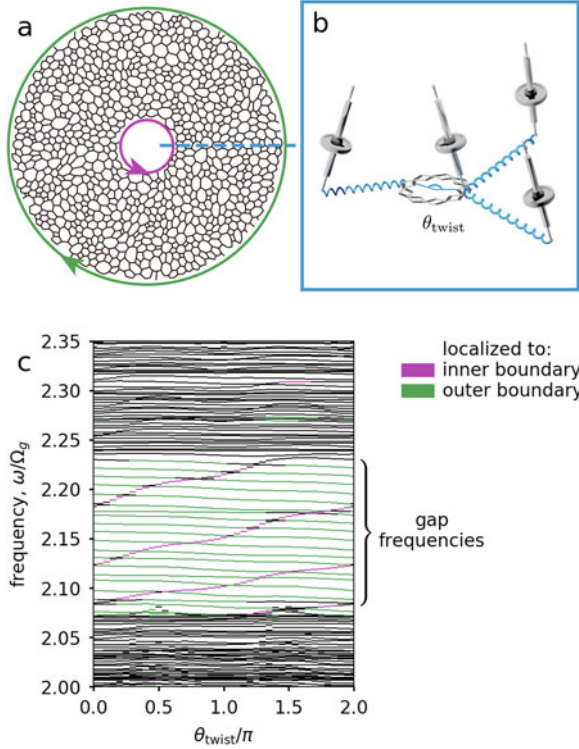 a
b
θtwist
c
localized to:
inner boundary
outer boundary
frequency, ω/Ωg
2.35
2.30
2.25
2.20
2.15
2.10
2.05
2.00
gap
frequencies
0.0 0.5 1.0 1.5 2.0
θtwist/π